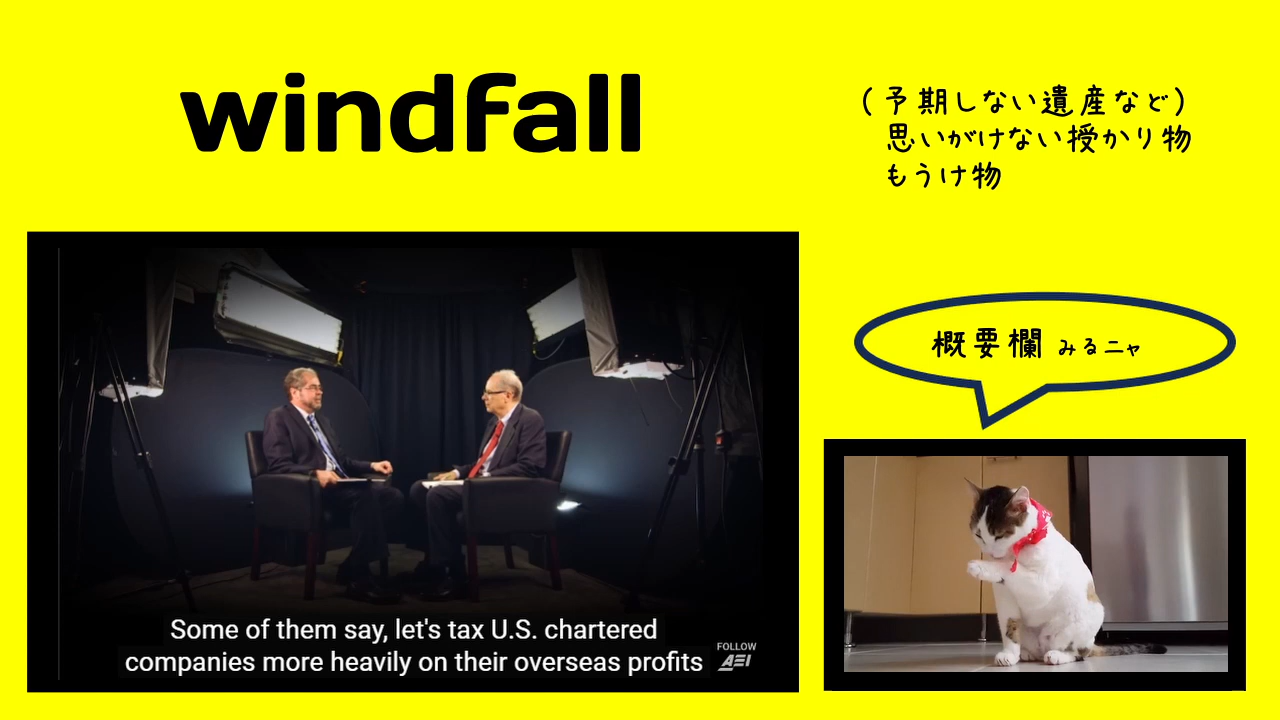 windfall
（予期しない遺産など）
思いがけない授かり物
もうけ物
概要欄 みるニャ
Some of them say, let's tax U.S. chartered
companies more heavily on their overseas profits
FOLLOW
AEI